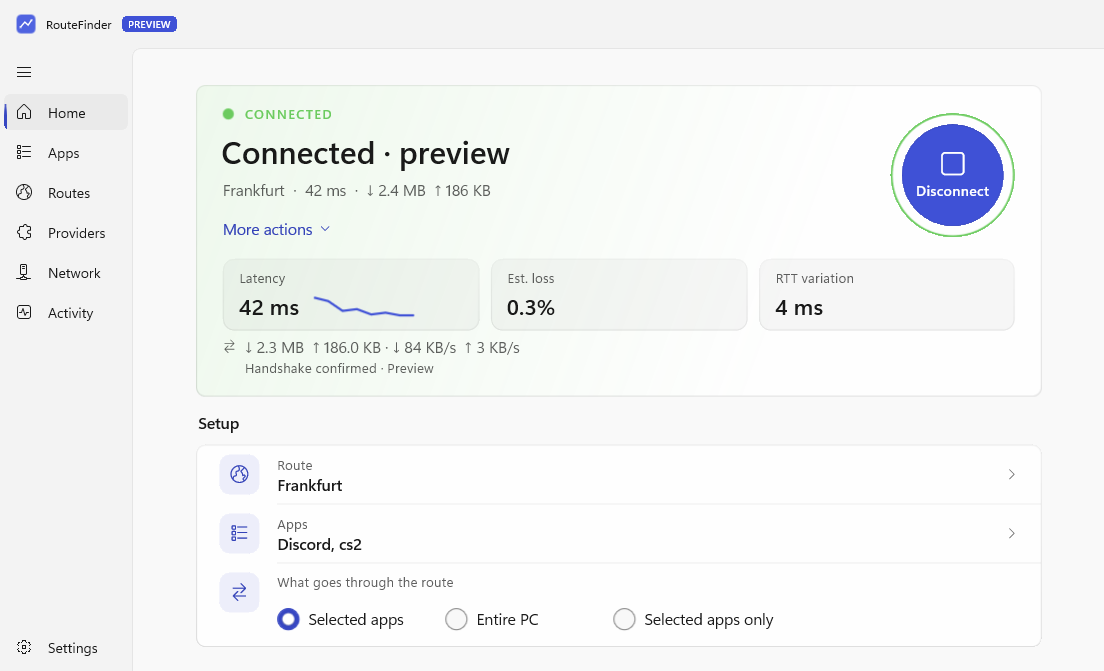 RouteFinder PREVIEW
Home
Apps
Routes
Providers
Network
Activity
Settings
CONNECTED
Connected · preview
Frankfurt · 42 ms · ↓ 2.4 MB ↑ 186 KB
More actions
Disconnect
Latency
42 ms
Est. loss
0.3%
RTT variation
4 ms
↓ 2.3 MB ↑ 186.0 KB · ↓ 84 KB/s ↑ 3 KB/s
Handshake confirmed · Preview
Setup
Route
Frankfurt
Apps
Discord, cs2
What goes through the route
Selected apps
Entire PC
Selected apps only